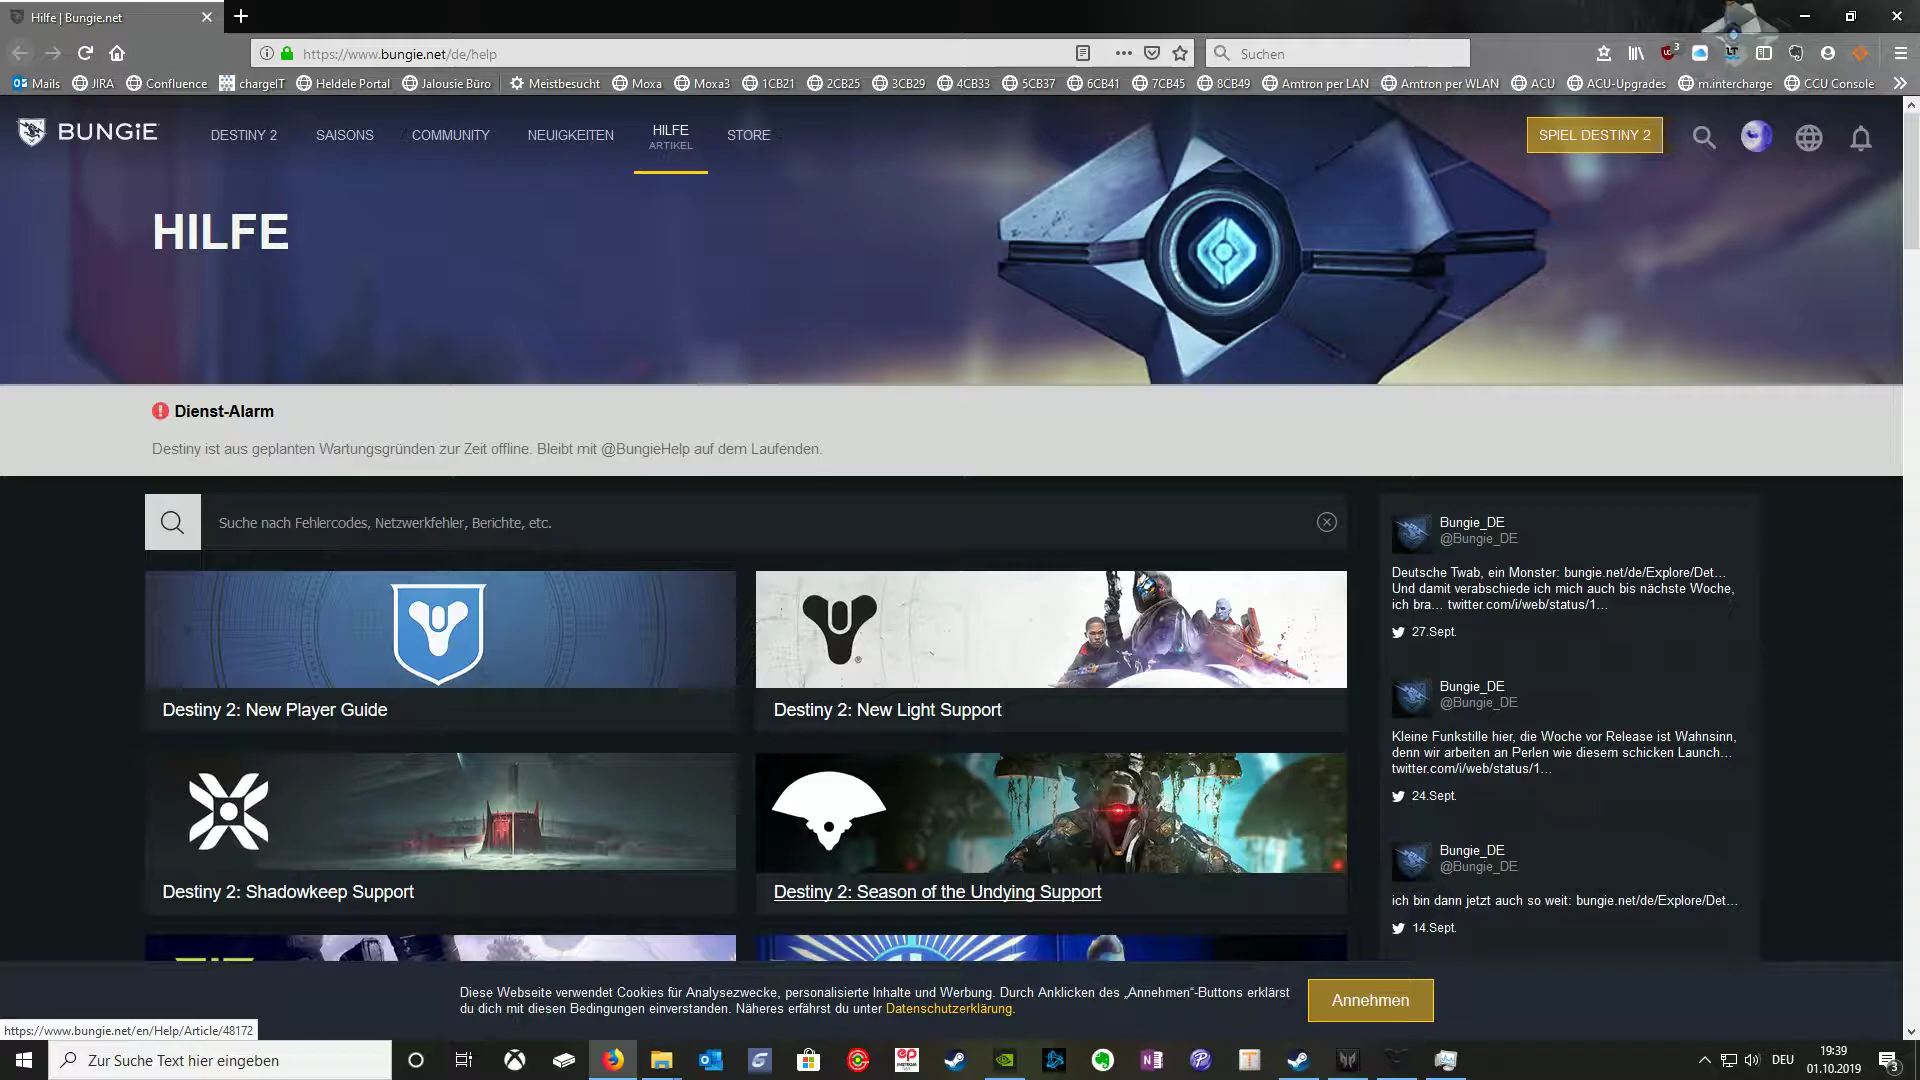 Hilfe | Bungie.net
https://www.bungie.net/de/help
Suchen
3
Mails JIRA Confluence chargeIT Heldele Portal Jalousie Büro Meistbesucht Moxa Moxa3 1CB21 2CB25 3CB29 4CB33 5CB37 6CB41 7CB45 8CB49 Amtron per LAN Amtron per WLAN ACU ACU-Upgrades m.intercharge CCU Console
BUNGiE
DESTINY 2
SAISONS
COMMUNITY
NEUIGKEITEN
HILFE
ARTIKEL
STORE
SPIEL DESTINY 2
HILFE
Dienst-Alarm
Destiny ist aus geplanten Wartungsgründen zur Zeit offline. Bleibt mit @BungieHelp auf dem Laufenden.
Suche nach Fehlercodes, Netzwerkfehler, Berichte, etc.
Destiny 2: New Player Guide
Destiny 2: New Light Support
Destiny 2: Shadowkeep Support
Destiny 2: Season of the Undying Support
Bungie_DE
@Bungie_DE
Deutsche Twab, ein Monster: bungie.net/de/Explore/Det…
Und damit verabschiede ich mich auch bis nächste Woche,
ich bra… twitter.com/i/web/status/1…
27.Sept.
Bungie_DE
@Bungie_DE
Kleine Funkstille hier, die Woche vor Release ist Wahnsinn,
denn wir arbeiten an Perlen wie diesem schicken Launch…
twitter.com/i/web/status/1…
24.Sept.
Bungie_DE
@Bungie_DE
ich bin dann jetzt auch so weit: bungie.net/de/Explore/Det…
14.Sept.
Diese Webseite verwendet Cookies für Analysezwecke, personalisierte Inhalte und Werbung. Durch Anklicken des „Annehmen"-Buttons erklärst
du dich mit diesen Bedingungen einverstanden. Näheres erfährst du unter Datenschutzerklärung.
Annehmen
https://www.bungie.net/en/Help/Article/48172
Zur Suche Text hier eingeben
DEU
19:39
01.10.2019
3